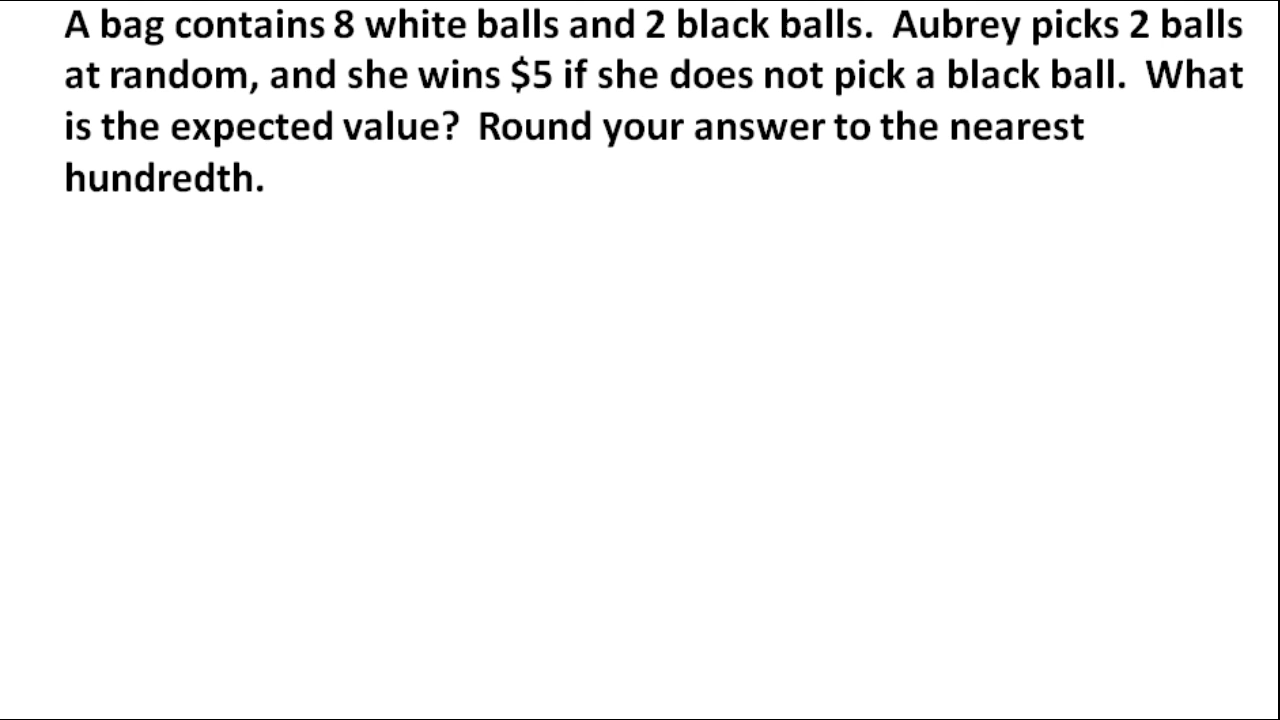 A bag contains 8 white balls and 2 black balls.  Aubrey picks 2 balls
at random, and she wins $5 if she does not pick a black ball.  What
is the expected value?  Round your answer to the nearest
hundredth.